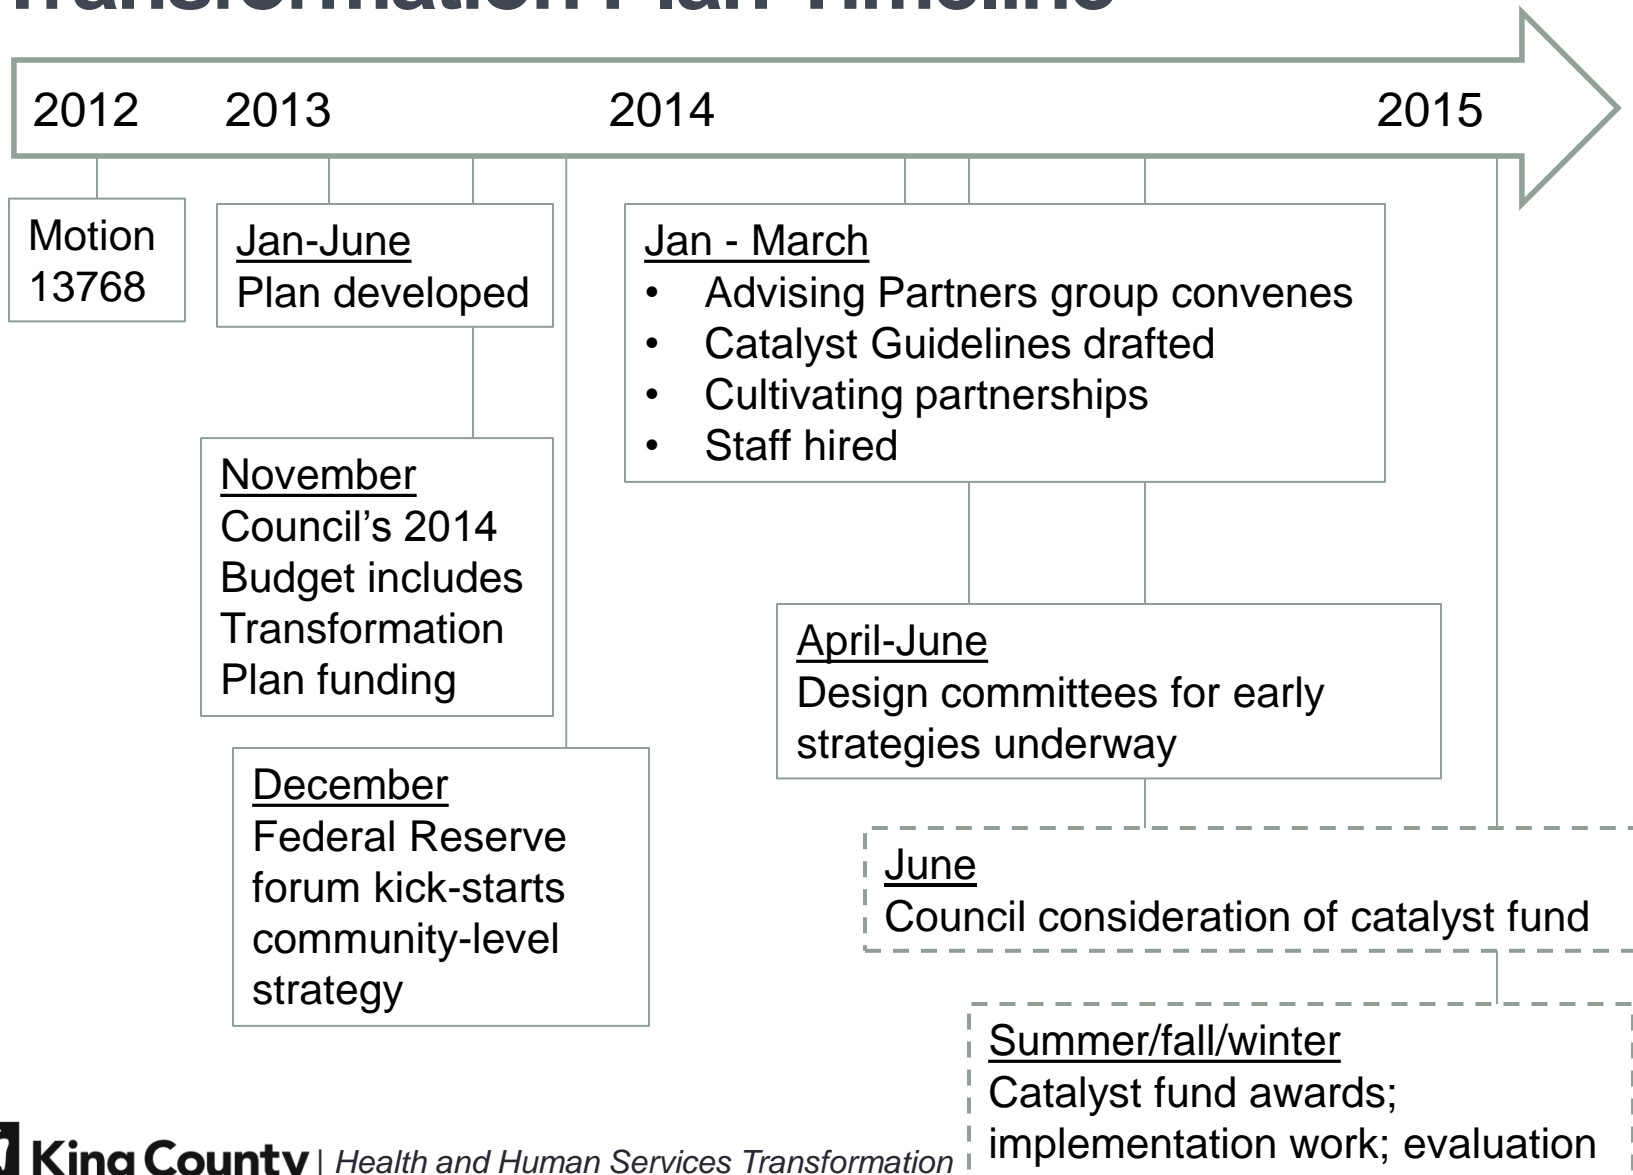 Transformation Plan Timeline
2012 2013 2014 2015
Motion
13768
Jan-June
Plan developed
November
Council's 2014
Budget includes
Transformation
Plan funding
December
Federal Reserve
forum kick-starts
community-level
strategy
Jan - March
• Advising Partners group convenes
• Catalyst Guidelines drafted
• Cultivating partnerships
• Staff hired
April-June
Design committees for early
strategies underway
June
Council consideration of catalyst fund
Summer/fall/winter
Catalyst fund awards;
implementation work; evaluation
King County | Health and Human Services Transformation